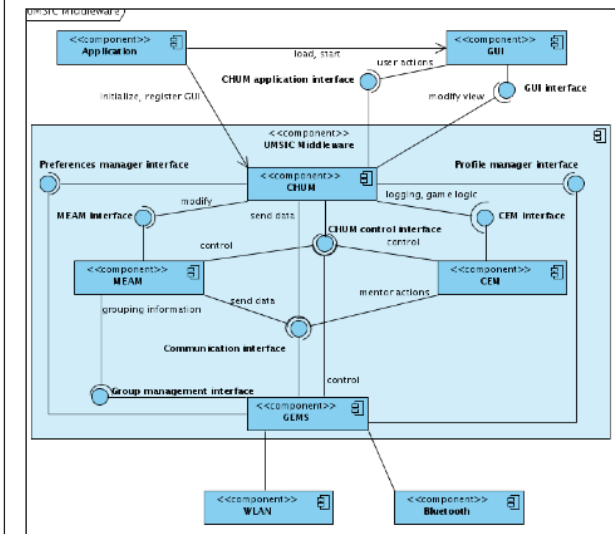 UMSIC Middleware
<<component>>
Application
<<component>>
GUI
load, start
user actions
CHUM application interface
GUI interface
initialize, register GUI
modify view
<<component>>
UMSIC Middleware
Preferences manager interface
Profile manager interface
<<component>>
CHUM
logging, game logic
modify
send data
MEAM interface
CEM interface
CHUM control interface
control
control
<<component>>
MEAM
<<component>>
CEM
grouping information
send data
mentor actions
Communication interface
control
Group management interface
<<component>>
GEMS
<<component>>
WLAN
<<component>>
Bluetooth